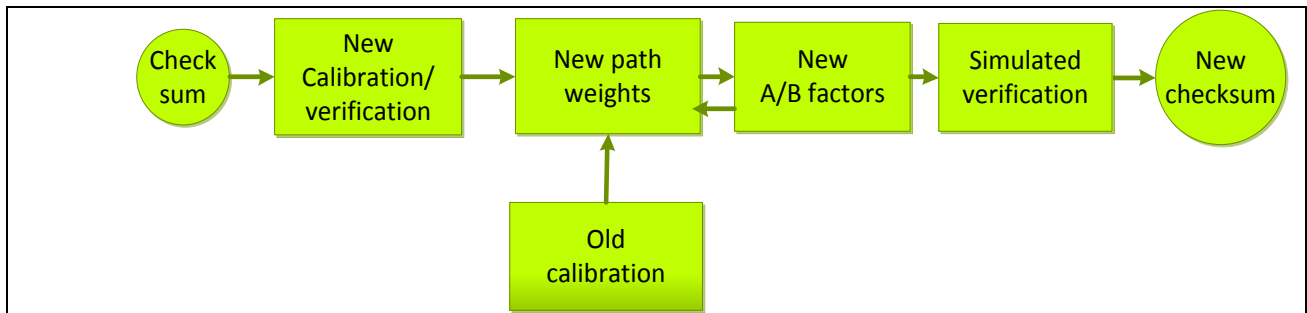 Check
sum
New
Calibration/
verification
New path
weights
New
A/B factors
Simulated
verification
New
checksum
Old
calibration